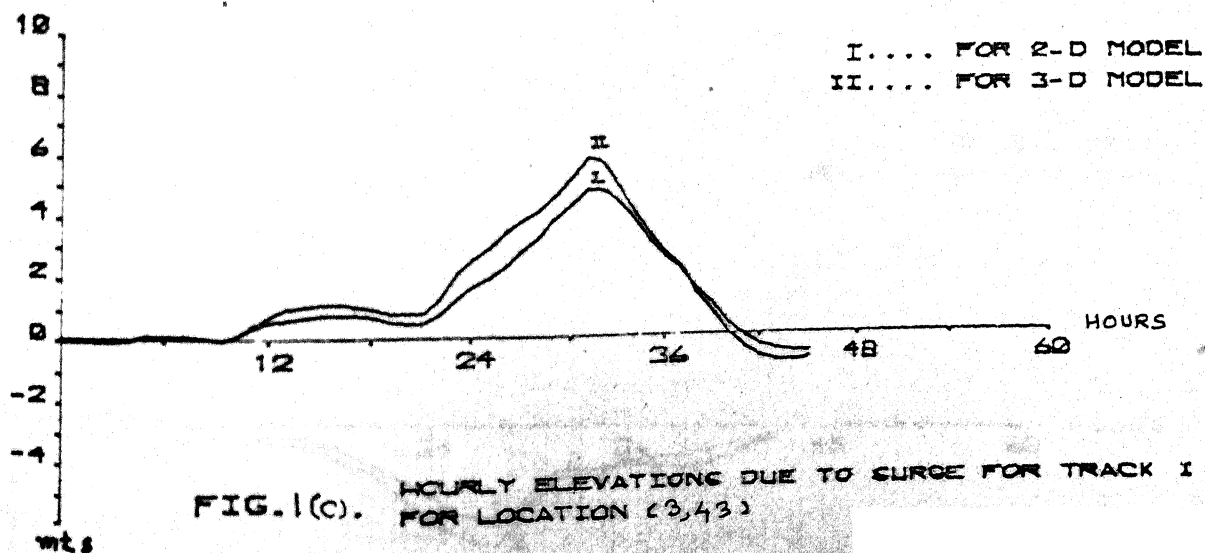 10
I.... FOR 2-D MODEL
8
II.... FOR 3-D MODEL
6
II
I
4
2
0
HOURS
12
24
36
48
60
-2
-4
FIG.1(C). HOURLY ELEVATIONS DUE TO SURGE FOR TRACK I
FOR LOCATION (3,43)
mts